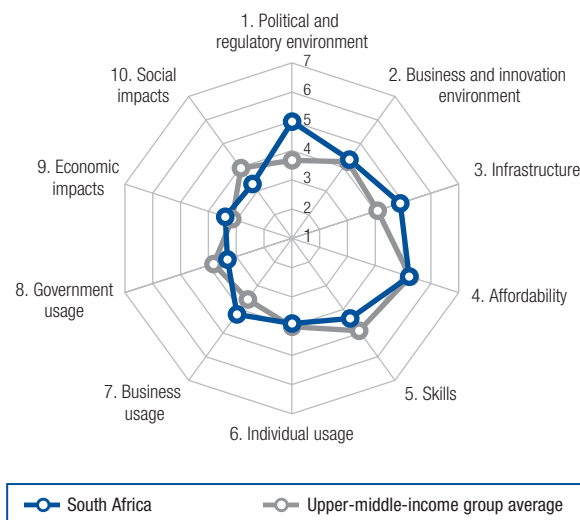 1. Political and
regulatory environment
10. Social
impacts
2. Business and innovation
environment
9. Economic
impacts
3. Infrastructure
8. Government
usage
4. Affordability
7. Business
usage
5. Skills
6. Individual usage
7
6
5
4
3
2
1
South Africa
Upper-middle-income group average